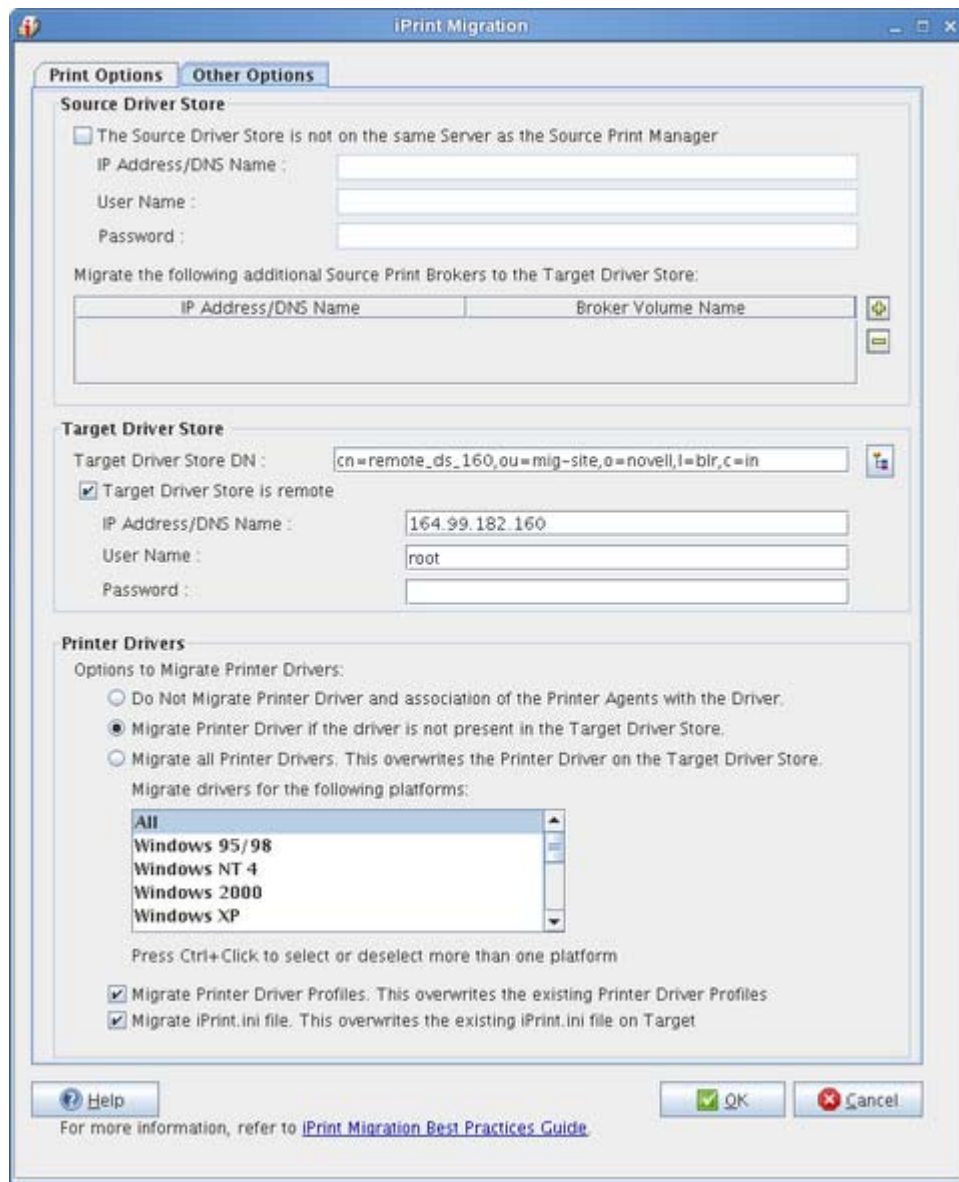 iPrint Migration
Print Options Other Options
Source Driver Store
The Source Driver Store is not on the same Server as the Source Print Manager
IP Address/DNS Name :
User Name :
Password :
Migrate the following additional Source Print Brokers to the Target Driver Store:
IP Address/DNS Name Broker Volume Name
Target Driver Store
Target Driver Store DN : cn=remote_ds_160,ou=mig-site,o=novell,l=blr,c=in
Target Driver Store is remote
IP Address/DNS Name : 164.99.182.160
User Name : root
Password :
Printer Drivers
Options to Migrate Printer Drivers:
Do Not Migrate Printer Driver and association of the Printer Agents with the Driver.
Migrate Printer Driver if the driver is not present in the Target Driver Store.
Migrate all Printer Drivers. This overwrites the Printer Driver on the Target Driver Store.
Migrate drivers for the following platforms:
All
Windows 95/98
Windows NT 4
Windows 2000
Windows XP
Press Ctrl+Click to select or deselect more than one platform
Migrate Printer Driver Profiles. This overwrites the existing Printer Driver Profiles
Migrate iPrint.ini file. This overwrites the existing iPrint.ini file on Target
Help OK Cancel
For more information, refer to iPrint Migration Best Practices Guide.